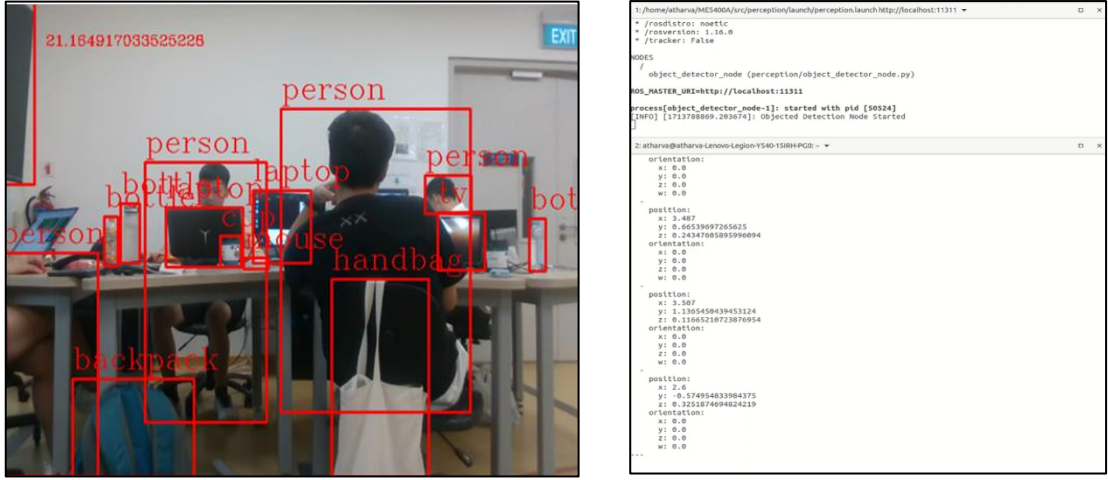 21.164917033525228
EXIT
person
person
person
laptop
bottl
laptop
bottle
tv
bot
cup
person
mouse
handbag
backpack
1: /home/atharva/ME5400A/src/perception/launch/perception.launch http://localhost:11311
* /rosdistro: noetic
* /rosversion: 1.16.0
* /tracker: False
NODES
/
object_detector_node (perception/object_detector_node.py)
ROS_MASTER_URI=http://localhost:11311
process[object_detector_node-1]: started with pid [50524]
[INFO] [1713788869.203674]: Objected Detection Node Started
2: atharva@atharva-Lenovo-Legion-Y540-15IRH-PG0: ~
orientation:
x: 0.0
y: 0.0
z: 0.0
w: 0.0
-
position:
x: 3.487
y: 0.66539697265625
z: 0.24347605895996094
orientation:
x: 0.0
y: 0.0
z: 0.0
w: 0.0
-
position:
x: 3.507
y: 1.1365450439453124
z: 0.11665210723876954
orientation:
x: 0.0
y: 0.0
z: 0.0
w: 0.0
-
position:
x: 2.6
y: -0.574954833984375
z: 0.3251874694824219
orientation:
x: 0.0
y: 0.0
z: 0.0
w: 0.0
---